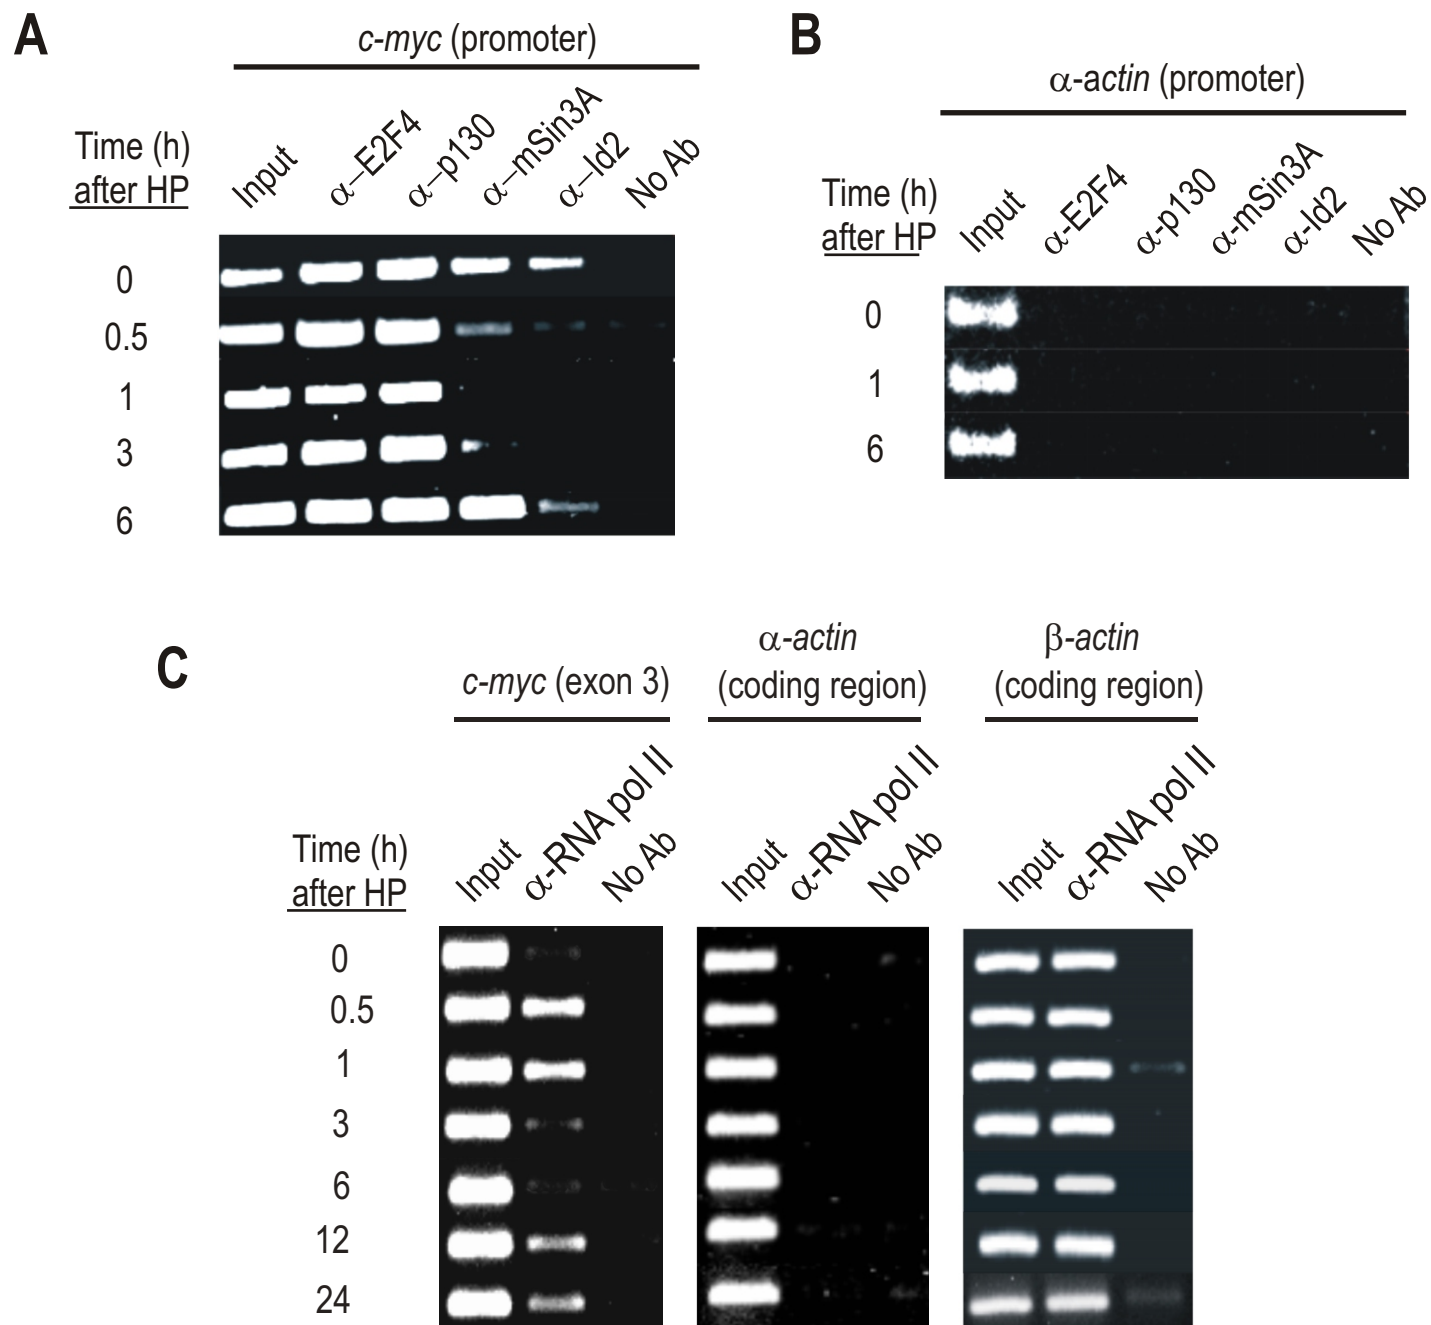 A
c-myc (promoter)
Time (h)
after HP
Input
α–E2F4
α–p130
α–mSin3A
α–Id2
No Ab
0
0.5
1
3
6
B
α-actin (promoter)
Time (h)
after HP
Input
α-E2F4
α-p130
α-mSin3A
α-Id2
No Ab
0
1
6
C
c-myc (exon 3)
α-actin
(coding region)
β-actin
(coding region)
Time (h)
after HP
Input
α-RNA pol II
No Ab
Input
α-RNA pol II
No Ab
Input
α-RNA pol II
No Ab
0
0.5
1
3
6
12
24